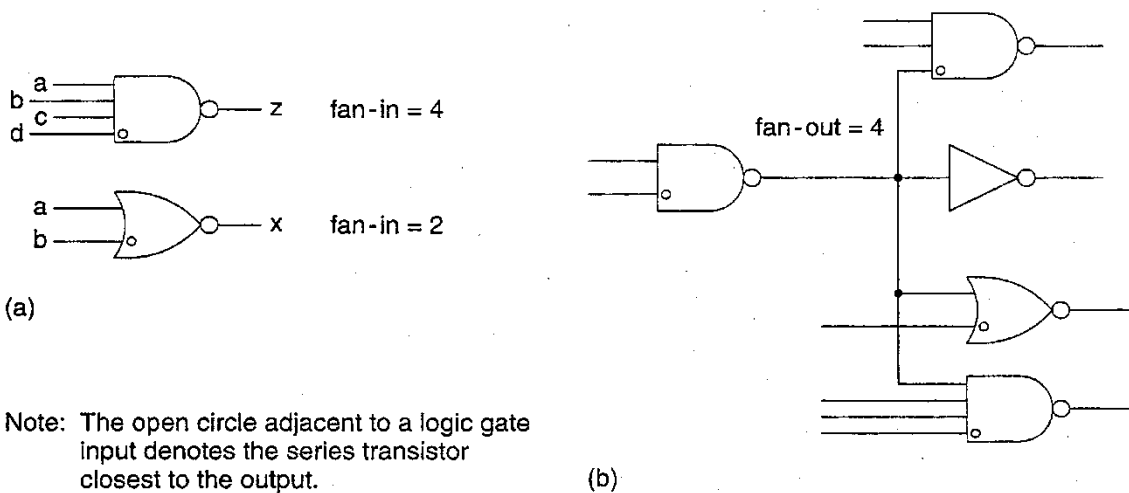 a
b
c
d
z
fan-in = 4
a
b
x
fan-in = 2
(a)
Note: The open circle adjacent to a logic gate
input denotes the series transistor
closest to the output.
fan-out = 4
(b)